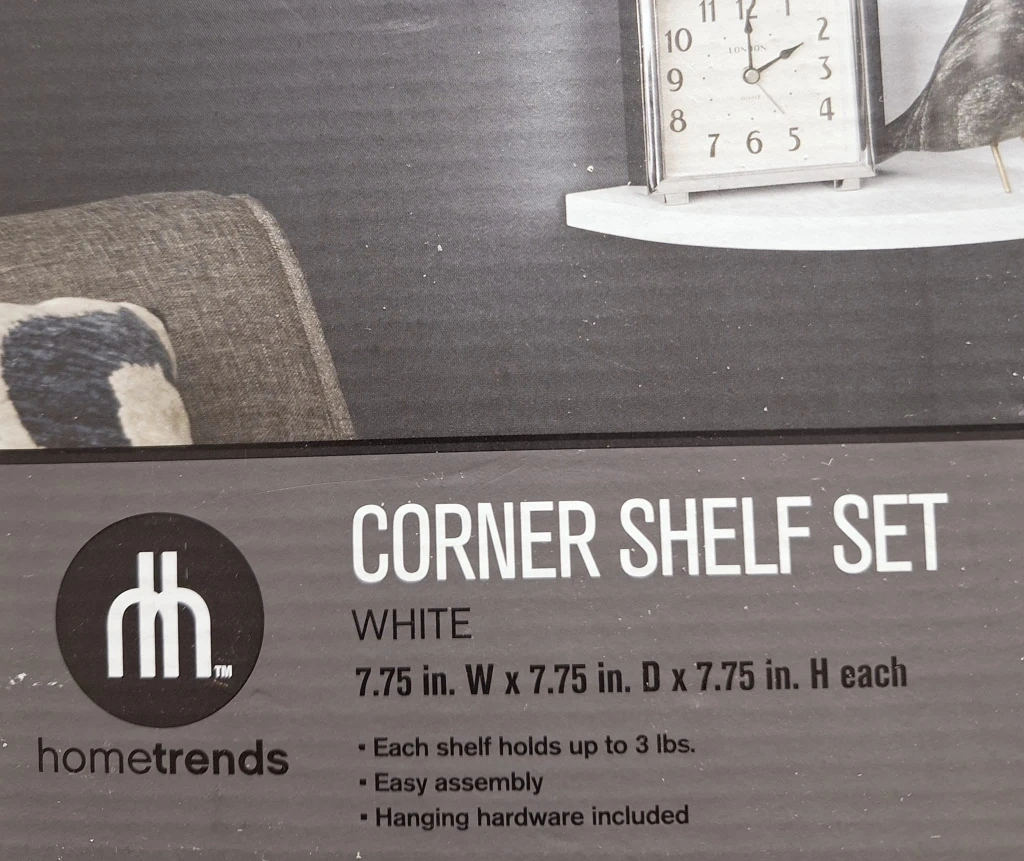 11 12 1
10 2
LONDON
9 3
8 4
7 6 5
CORNER SHELF SET
WHITE
7.75 in. W x 7.75 in. D x 7.75 in. H each
TM
hometrends
▪ Each shelf holds up to 3 lbs.
▪ Easy assembly
▪ Hanging hardware included